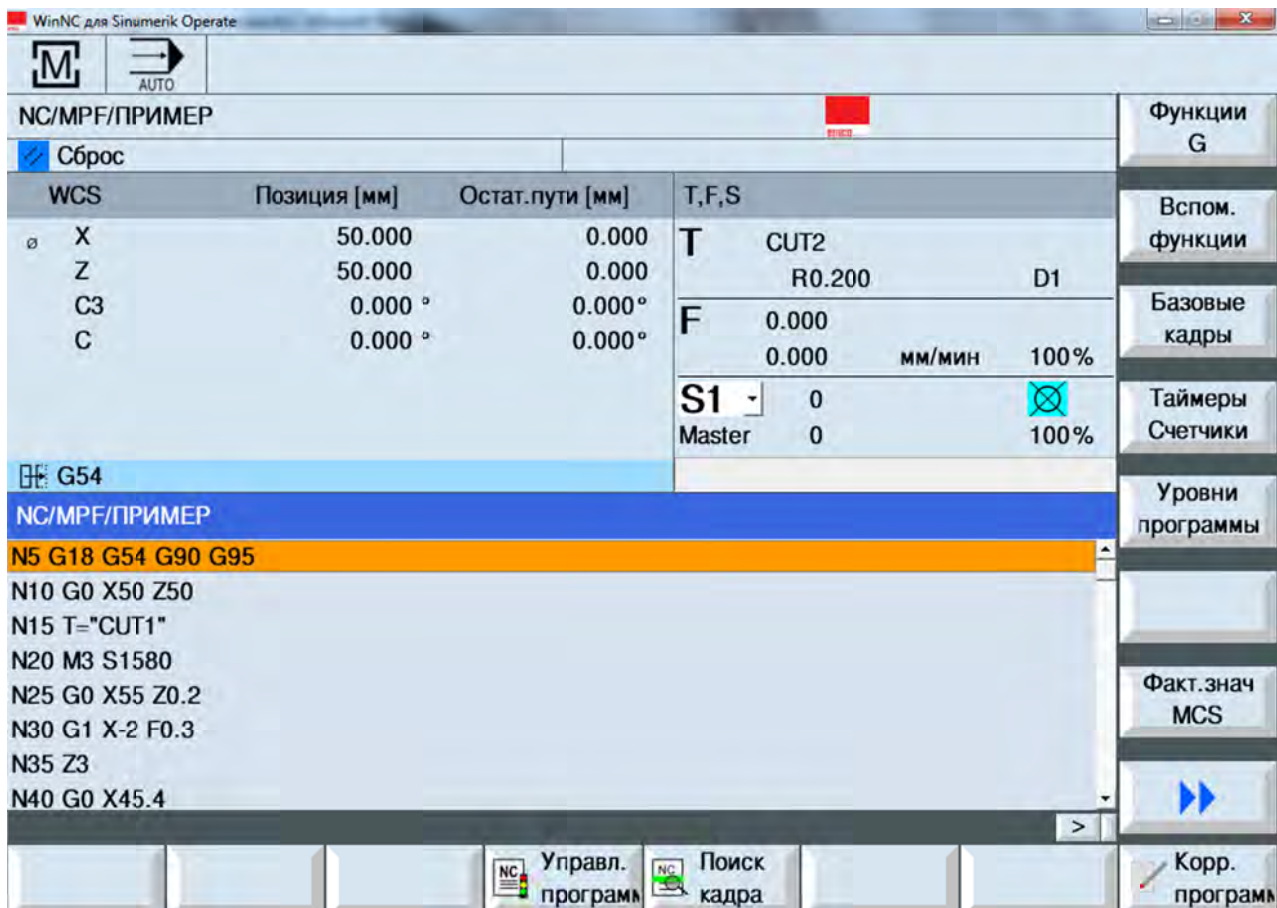 WinNC для Sinumerik Operate
M
AUTO
NC/MPF/ПРИМЕР
emco
Сброс
WCS Позиция [мм] Остат.пути [мм] T,F,S
ø X 50.000 0.000
Z 50.000 0.000
C3 0.000 ° 0.000°
C 0.000 ° 0.000°
T CUT2
R0.200 D1
F 0.000
0.000 мм/мин 100%
S1 0
Master 0 100%
G54
NC/MPF/ПРИМЕР
N5 G18 G54 G90 G95
N10 G0 X50 Z50
N15 T="CUT1"
N20 M3 S1580
N25 G0 X55 Z0.2
N30 G1 X-2 F0.3
N35 Z3
N40 G0 X45.4
>
Функции
G
Вспом.
функции
Базовые
кадры
Таймеры
Счетчики
Уровни
программы
Факт.знач
MCS
NC Управл.
программ
NC Поиск
кадра
Корр.
программ